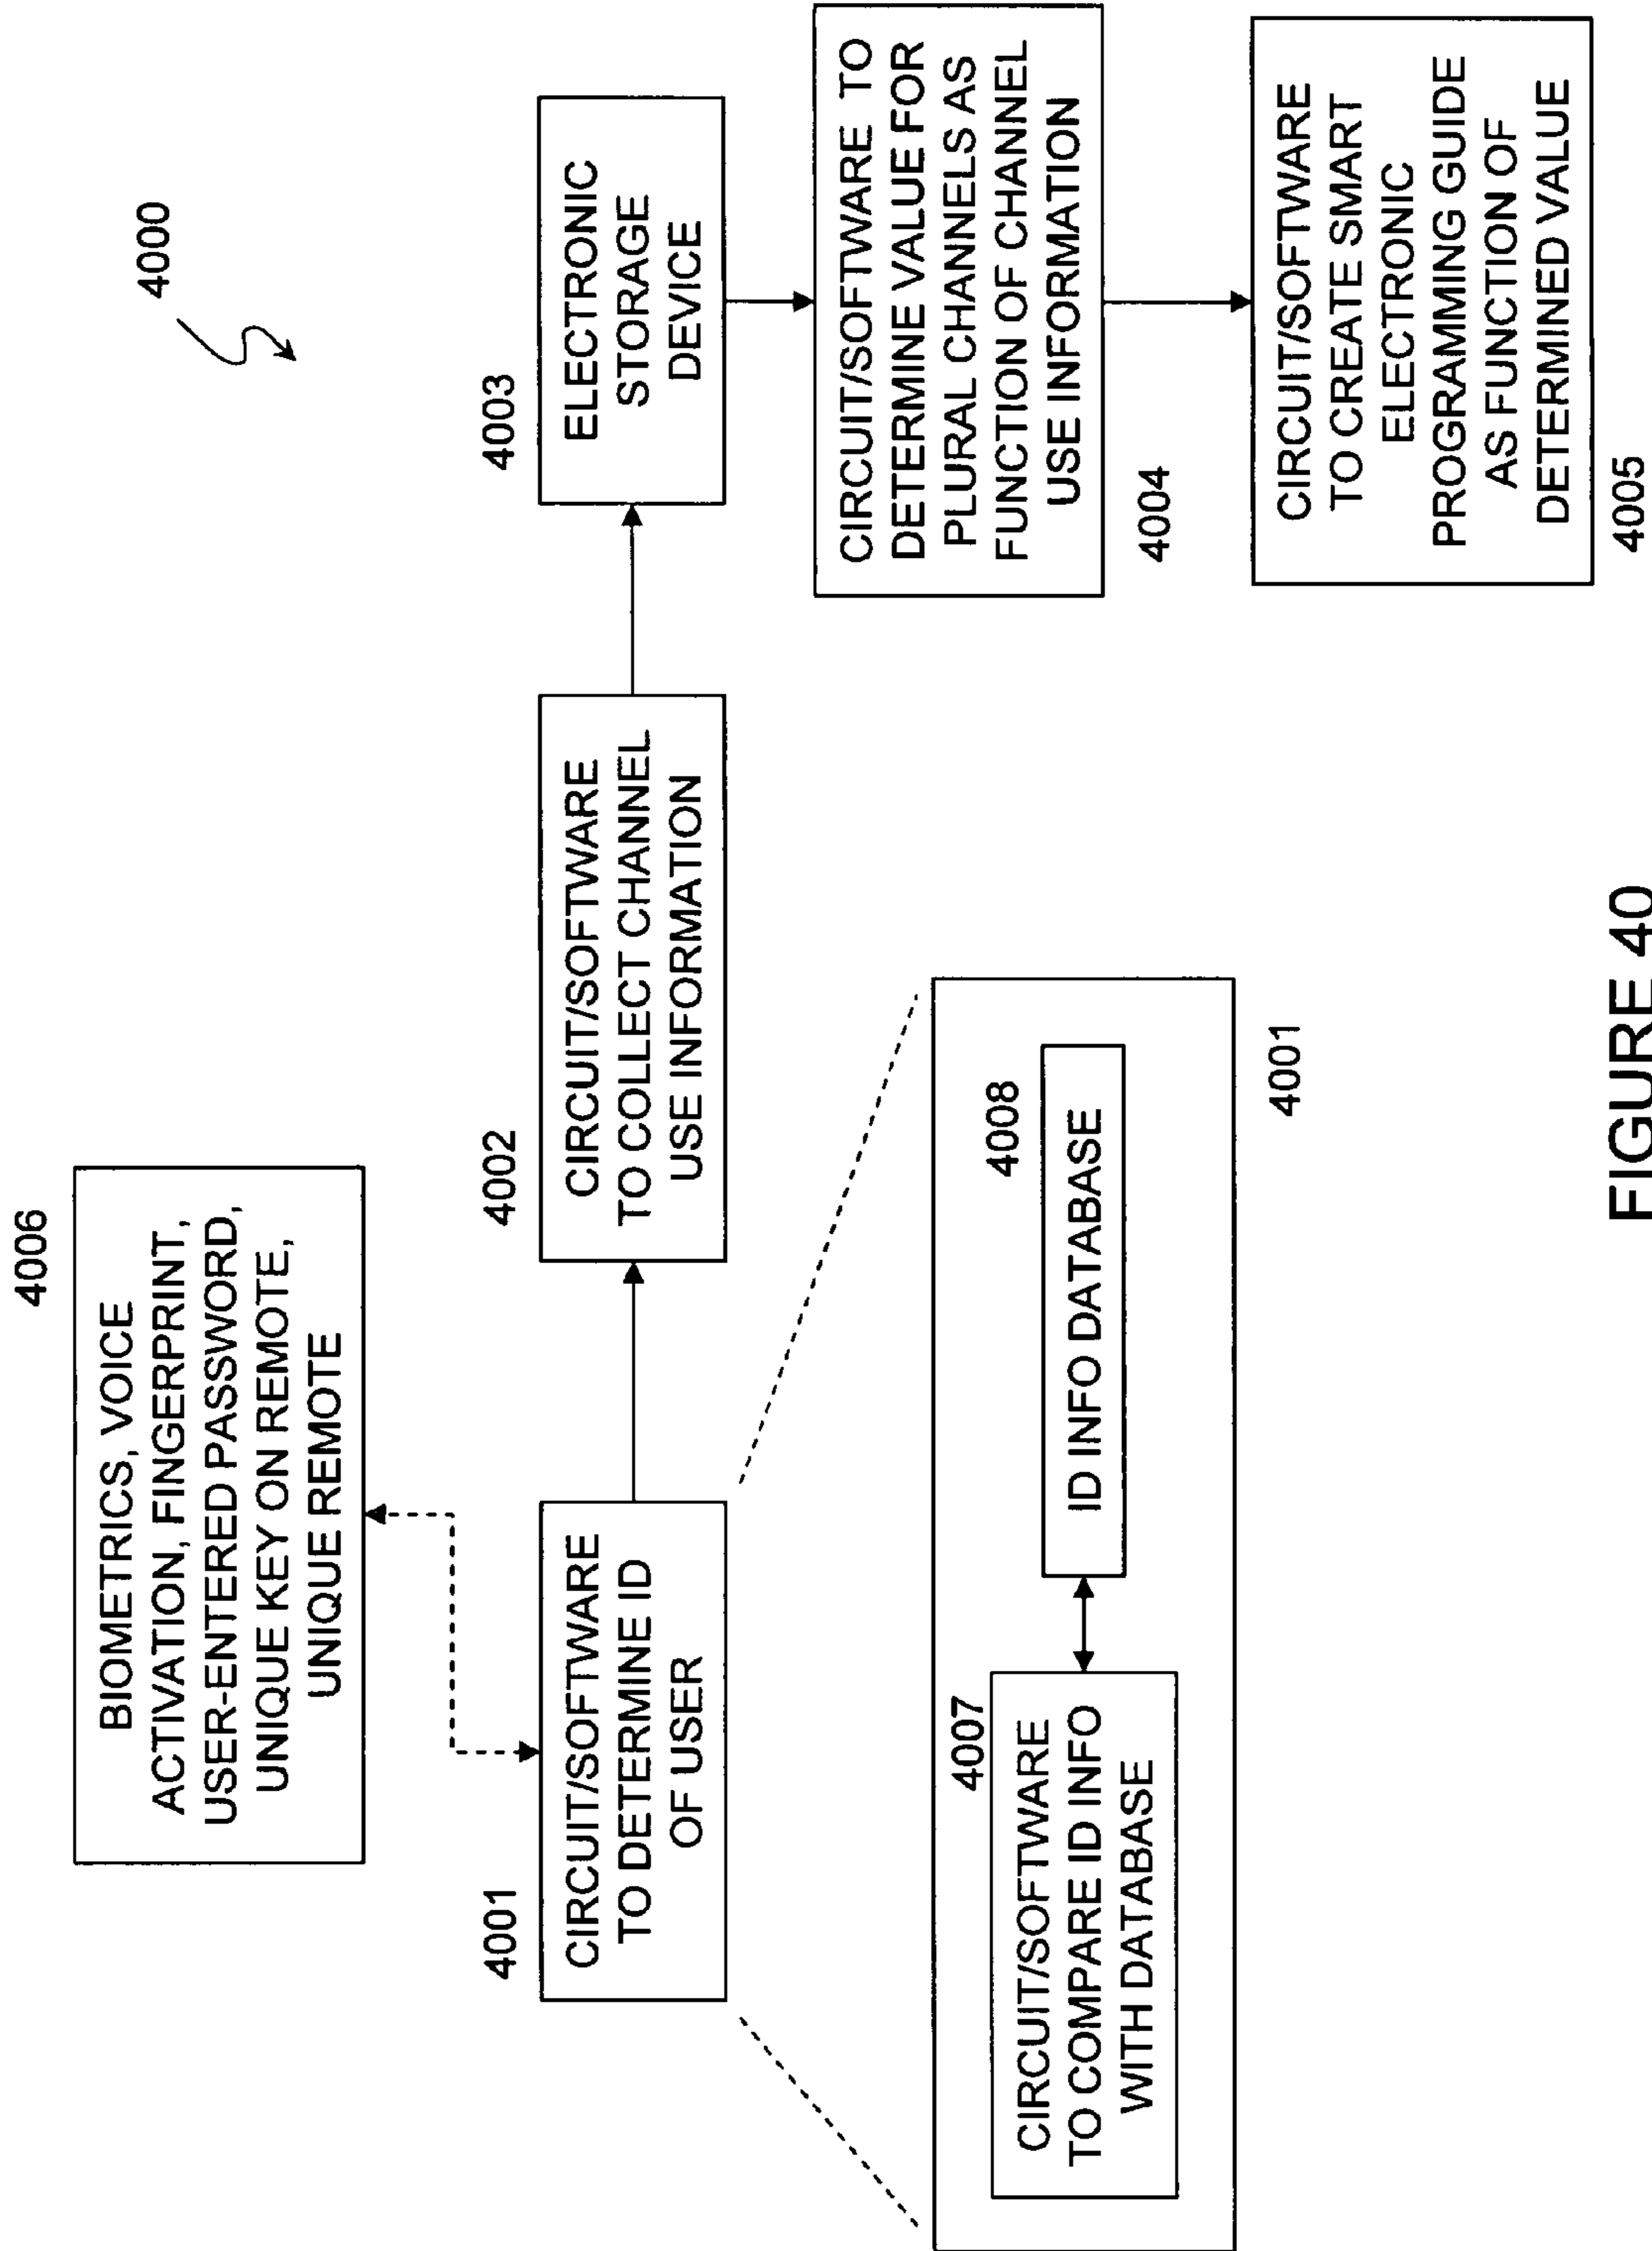 4000
4006
BIOMETRICS, VOICE
ACTIVATION, FINGERPRINT,
USER-ENTERED PASSWORD,
UNIQUE KEY ON REMOTE,
UNIQUE REMOTE
4001
CIRCUIT/SOFTWARE
TO DETERMINE ID
OF USER
4002
CIRCUIT/SOFTWARE
TO COLLECT CHANNEL
USE INFORMATION
4003
ELECTRONIC
STORAGE
DEVICE
CIRCUIT/SOFTWARE TO
DETERMINE VALUE FOR
PLURAL CHANNELS AS
FUNCTION OF CHANNEL
USE INFORMATION
4004
CIRCUIT/SOFTWARE
TO CREATE SMART
ELECTRONIC
PROGRAMMING GUIDE
AS FUNCTION OF
DETERMINED VALUE
4005
4007
CIRCUIT/SOFTWARE
TO COMPARE ID INFO
WITH DATABASE
4008
ID INFO DATABASE
4001
FIGURE 40